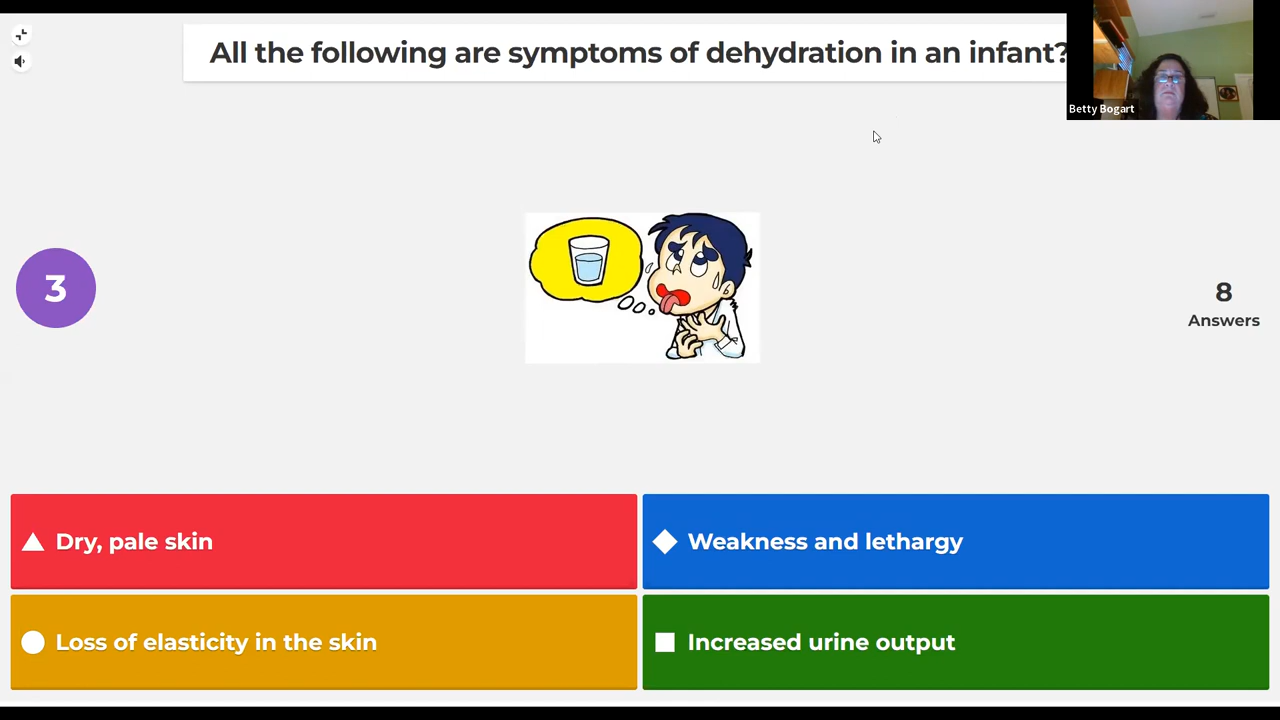 All the following are symptoms of dehydration in an infant?
Betty Bogart
3
8
Answers
Dry, pale skin
Weakness and lethargy
Loss of elasticity in the skin
Increased urine output